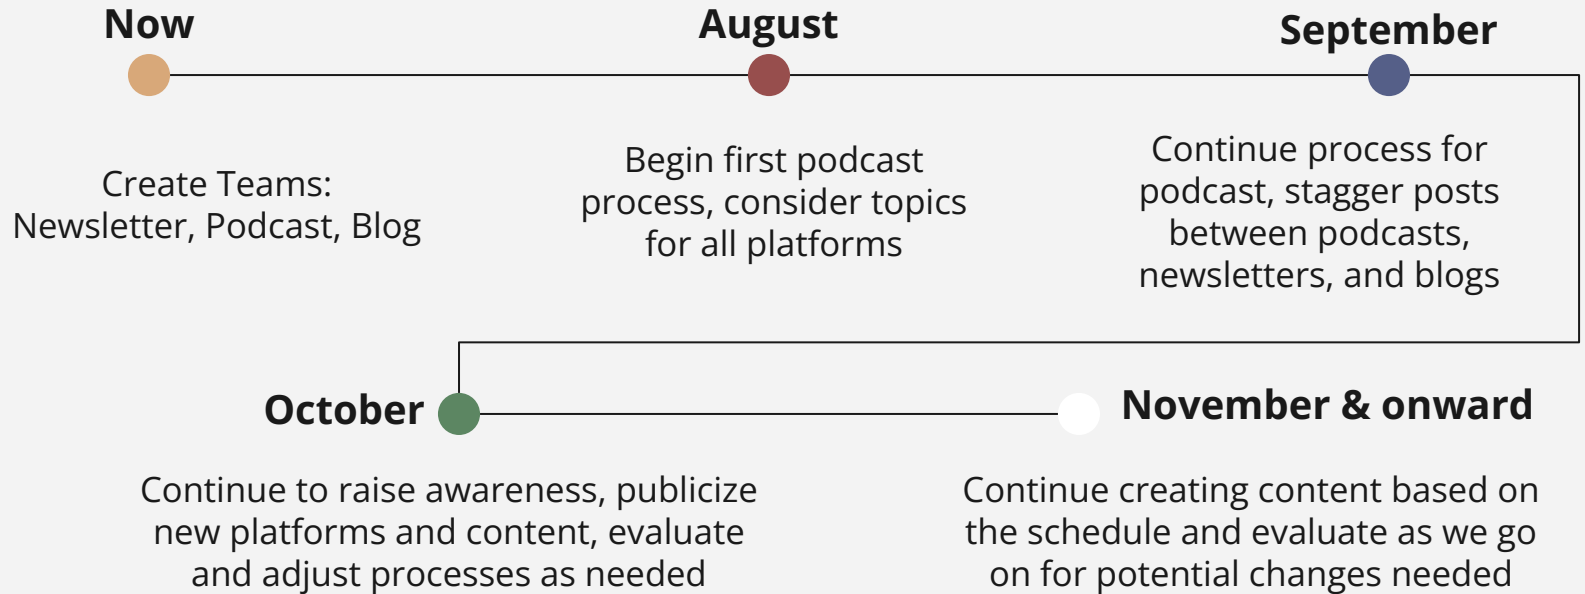 Now
Create Teams:
Newsletter, Podcast, Blog
August
Begin first podcast
process, consider topics
for all platforms
September
Continue process for
podcast, stagger posts
between podcasts,
newsletters, and blogs
October
Continue to raise awareness, publicize
new platforms and content, evaluate
and adjust processes as needed
November & onward
Continue creating content based on
the schedule and evaluate as we go
on for potential changes needed